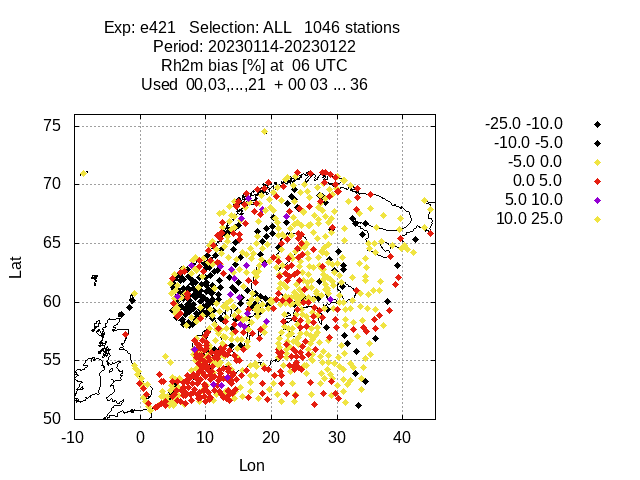 Exp: e421 Selection: ALL 1046 stations
Period: 20230114-20230122
Rh2m bias [%] at 06 UTC
Used 00,03,...,21 + 00 03 ... 36
-25.0 -10.0
-10.0 -5.0
-5.0 0.0
0.0 5.0
5.0 10.0
10.0 25.0
75
70
65
60
55
50
Lat
-10 0 10 20 30 40
Lon